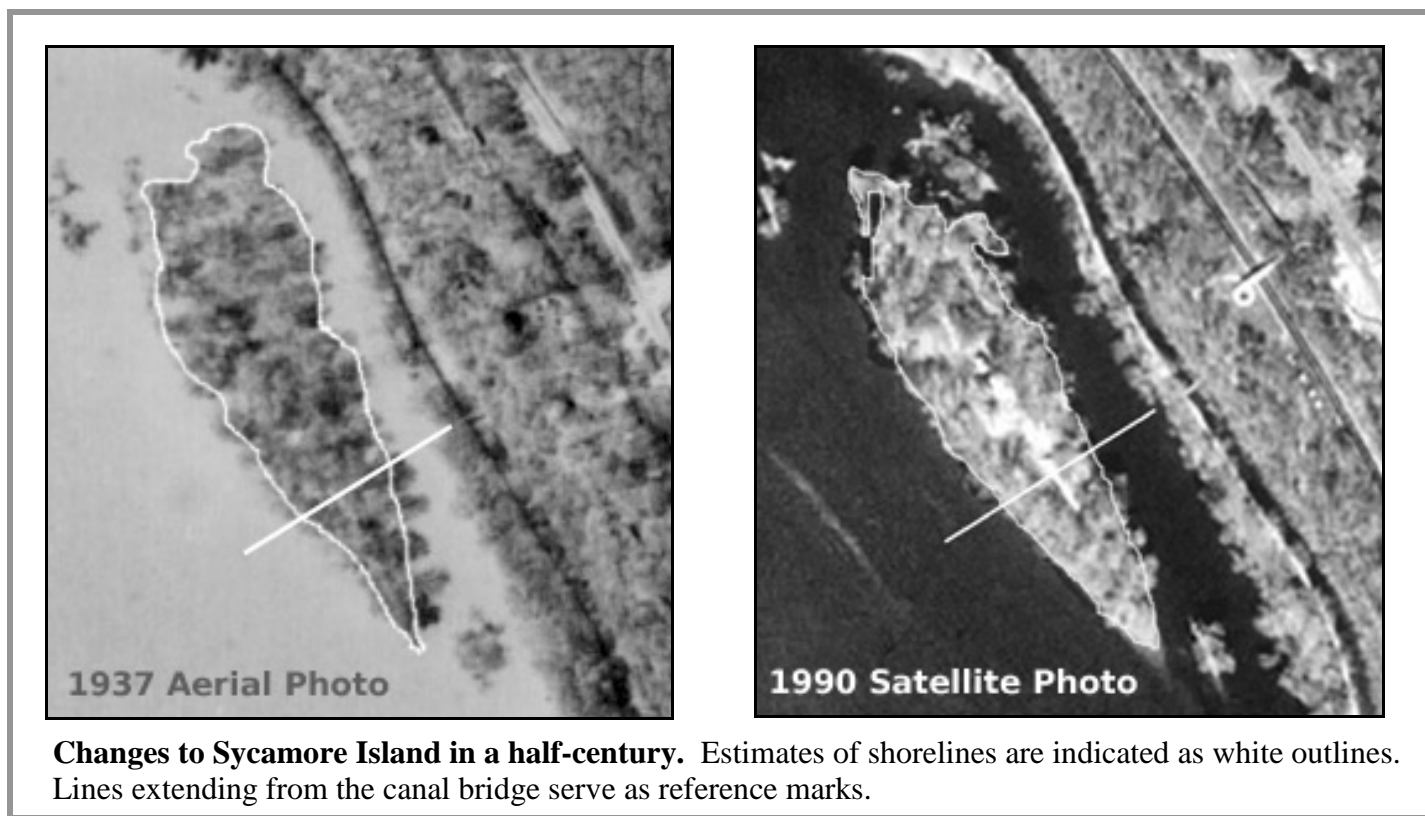 1937 Aerial Photo
1990 Satellite Photo
Changes to Sycamore Island in a half-century. Estimates of shorelines are indicated as white outlines.
Lines extending from the canal bridge serve as reference marks.